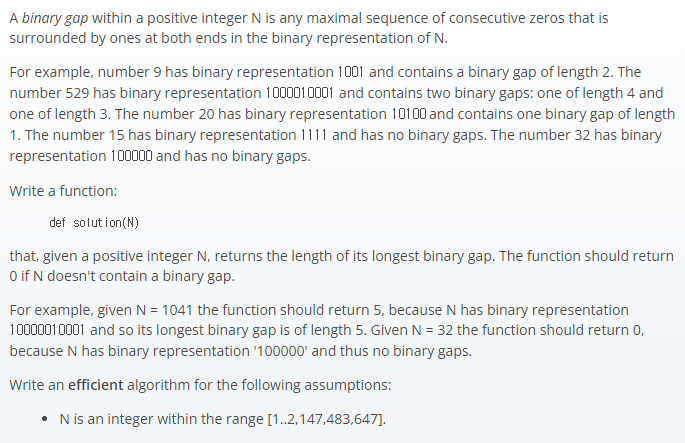 A binary gap within a positive integer N is any maximal sequence of consecutive zeros that is
surrounded by ones at both ends in the binary representation of N.
For example, number 9 has binary representation 1001 and contains a binary gap of length 2. The
number 529 has binary representation 1000010001 and contains two binary gaps: one of length 4 and
one of length 3. The number 20 has binary representation 10100 and contains one binary gap of length
1. The number 15 has binary representation 1111 and has no binary gaps. The number 32 has binary
representation 100000 and has no binary gaps.
Write a function:
def solution(N)
that, given a positive integer N, returns the length of its longest binary gap. The function should return
0 if N doesn't contain a binary gap.
For example, given N = 1041 the function should return 5, because N has binary representation
10000010001 and so its longest binary gap is of length 5. Given N = 32 the function should return 0,
because N has binary representation '100000' and thus no binary gaps.
Write an efficient algorithm for the following assumptions:
• N is an integer within the range [1..2,147,483,647].